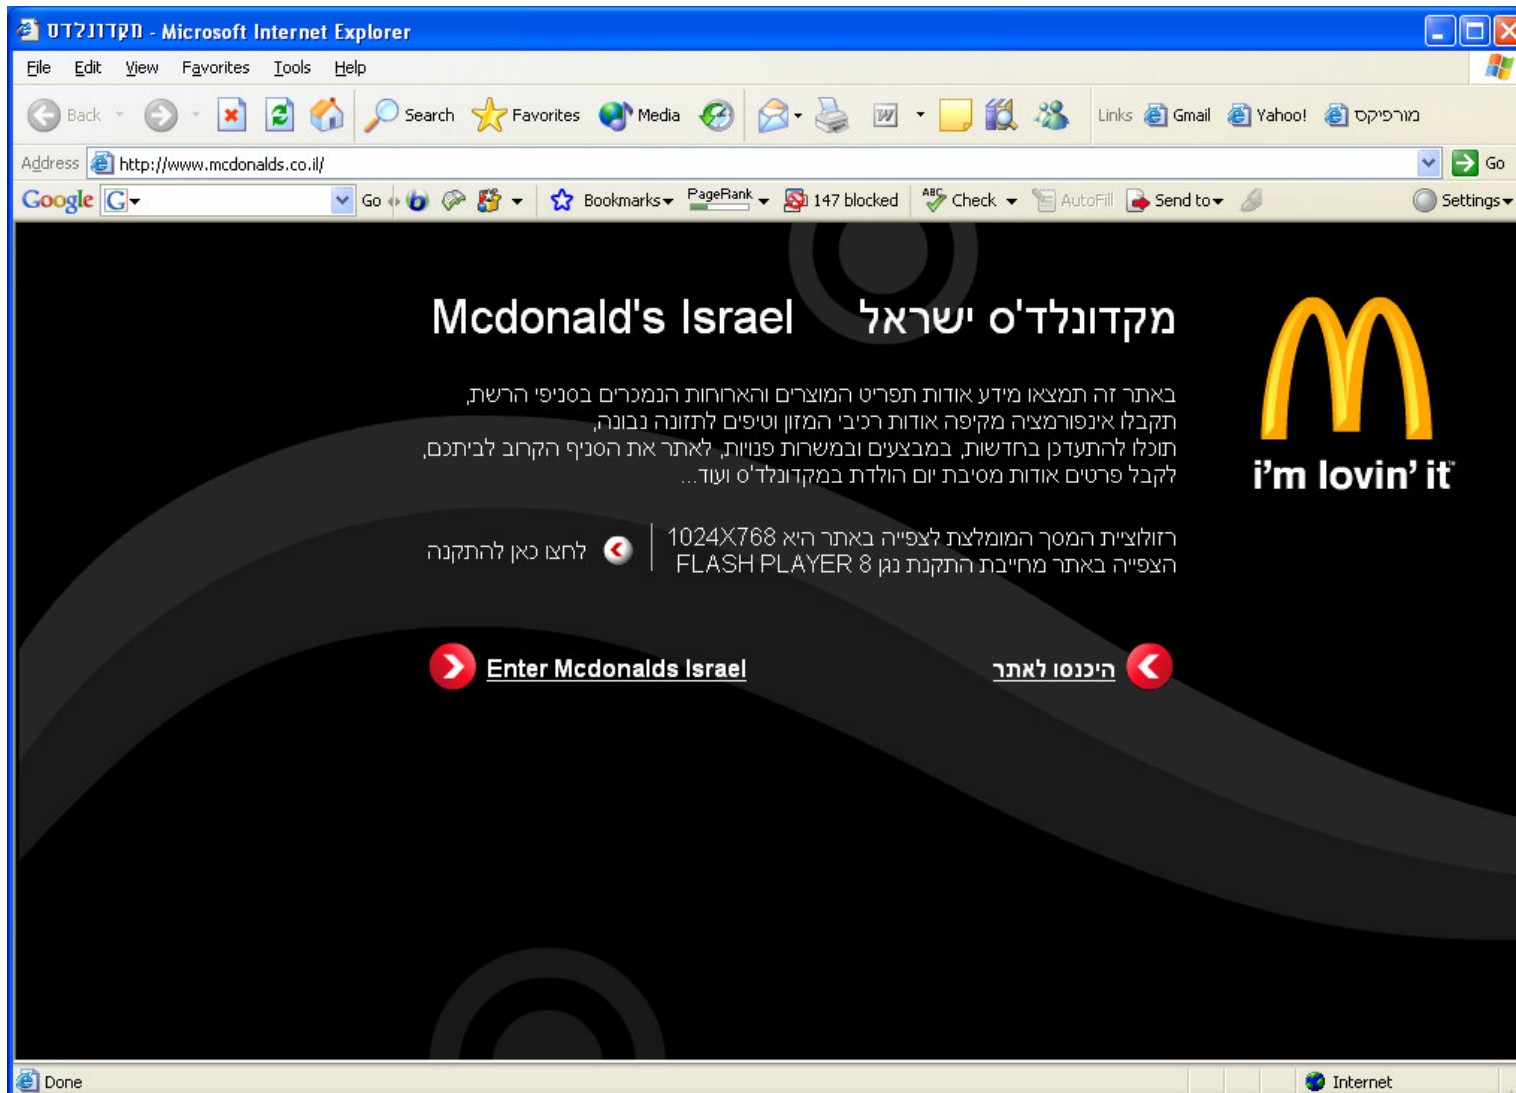 מקדונלדס - Microsoft Internet Explorer
File Edit View Favorites Tools Help
Back Search Favorites Media Links Gmail Yahoo! מורפיקס
Address http://www.mcdonalds.co.il/ Go
Google G Go Bookmarks PageRank 147 blocked ABC Check AutoFill Send to Settings
מקדונלד'ס ישראל Mcdonald's Israel
באתר זה תמצאו מידע אודות תפריט המוצרים והארוחות הנמכרים בסניפי הרשת,
תקבלו אינפורמציה מקיפה אודות רכיבי המזון וטיפים לתזונה נבונה,
תוכלו להתעדכן בחדשות, במבצעים ובמשרות פנויות, לאתר את הסניף הקרוב לביתכם,
לקבל פרטים אודות מסיבת יום הולדת במקדונלד'ס ועוד...
i'm lovin' it™
רזולוציית המסך המומלצת לצפייה באתר היא 1024X768
הצפייה באתר מחייבת התקנת נגן FLASH PLAYER 8
לחצו כאן להתקנה
היכנסו לאתר
Enter Mcdonalds Israel
Done Internet